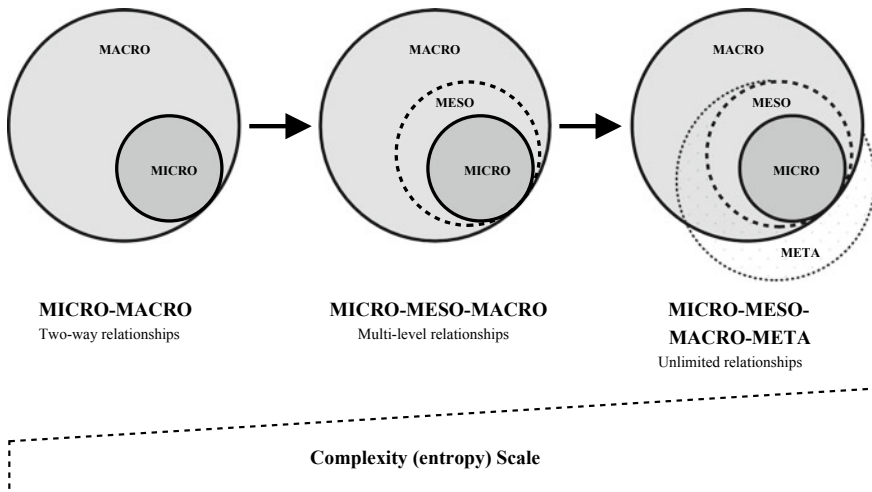 MACRO
MICRO
MACRO
MESO
MICRO
MACRO
MESO
MICRO
META
MICRO-MACRO
Two-way relationships
MICRO-MESO-MACRO
Multi-level relationships
MICRO-MESO-
MACRO-META
Unlimited relationships
Complexity (entropy) Scale